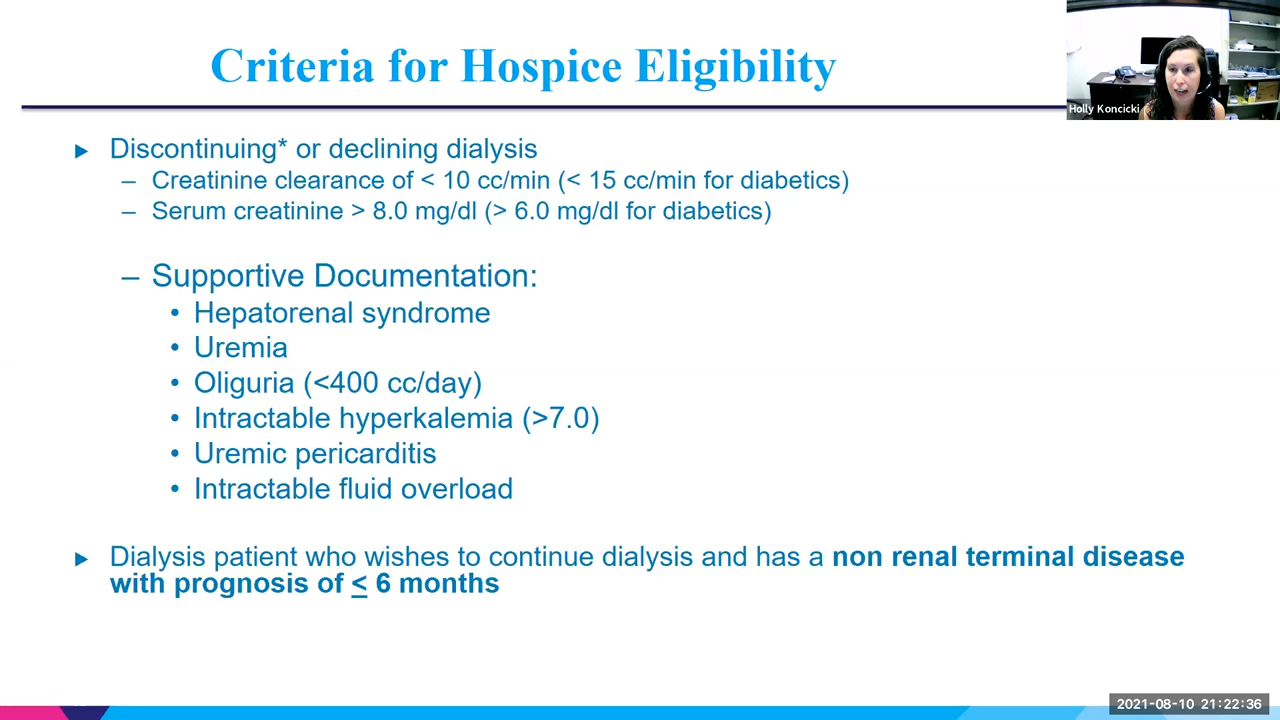 Criteria for Hospice Eligibility
Holly Koncicki
Discontinuing* or declining dialysis
– Creatinine clearance of < 10 cc/min (< 15 cc/min for diabetics)
– Serum creatinine > 8.0 mg/dl (> 6.0 mg/dl for diabetics)
– Supportive Documentation:
• Hepatorenal syndrome
• Uremia
• Oliguria (<400 cc/day)
• Intractable hyperkalemia (>7.0)
• Uremic pericarditis
• Intractable fluid overload
Dialysis patient who wishes to continue dialysis and has a non renal terminal disease
with prognosis of ≤ 6 months
2021-08-10 21:22:36